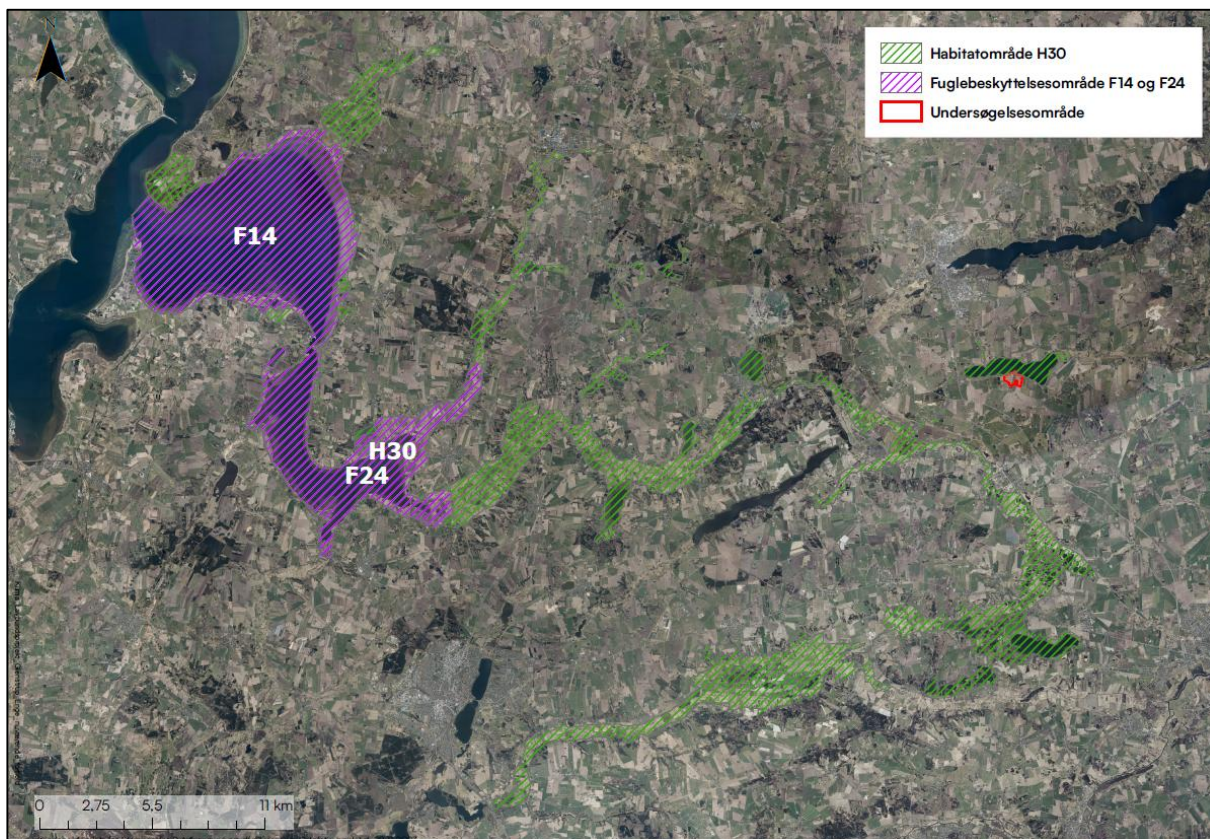 Habitatområde H30
Fuglebeskyttelsesområde F14 og F24
Undersøgelsesområde
F14
H30
F24
0 2,75 5,5 11 km